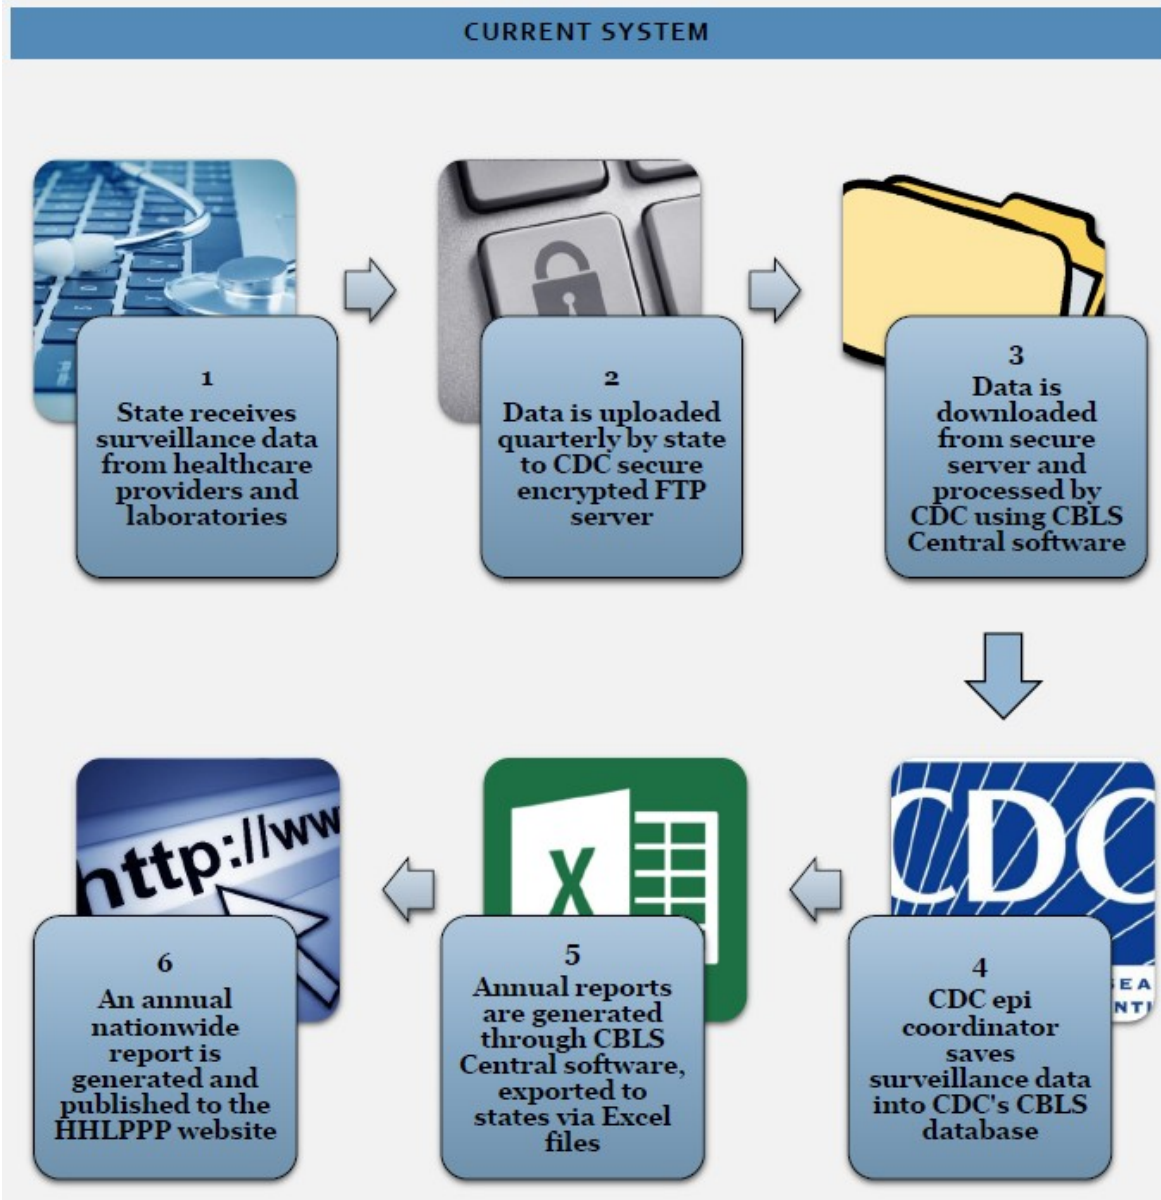 CURRENT SYSTEM
1
State receives
surveillance data
from healthcare
providers and
laboratories
2
Data is uploaded
quarterly by state
to CDC secure
encrypted FTP
server
3
Data is
downloaded
from secure
server and
processed by
CDC using CBLS
Central software
http://ww
6
An annual
nationwide
report is
generated and
published to the
HHLPPP website
X
5
Annual reports
are generated
through CBLS
Central software,
exported to
states via Excel
files
CDC
4
CDC epi
coordinator
saves
surveillance data
into CDC's CBLS
database